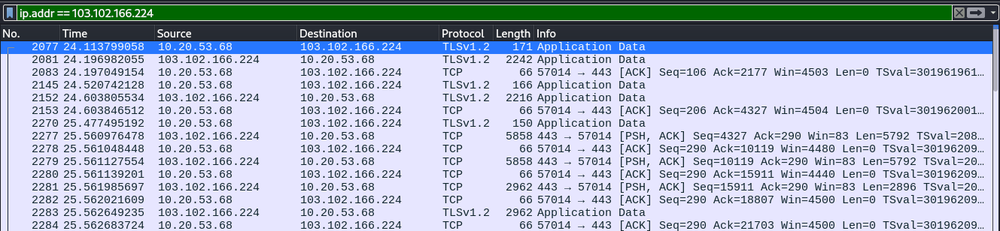 ip.addr == 103.102.166.224
No. Time Source Destination Protocol Length Info
2077 24.113799058 10.20.53.68 103.102.166.224 TLSv1.2 171 Application Data
2081 24.196982055 103.102.166.224 10.20.53.68 TLSv1.2 2242 Application Data
2083 24.197049154 10.20.53.68 103.102.166.224 TCP 66 57014 → 443 [ACK] Seq=106 Ack=2177 Win=4503 Len=0 TSval=301961961…
2145 24.520742128 10.20.53.68 103.102.166.224 TLSv1.2 166 Application Data
2152 24.603805534 103.102.166.224 10.20.53.68 TLSv1.2 2216 Application Data
2153 24.603846512 10.20.53.68 103.102.166.224 TCP 66 57014 → 443 [ACK] Seq=206 Ack=4327 Win=4504 Len=0 TSval=301962001…
2270 25.477495192 10.20.53.68 103.102.166.224 TLSv1.2 150 Application Data
2277 25.560976478 103.102.166.224 10.20.53.68 TCP 5858 443 → 57014 [PSH, ACK] Seq=4327 Ack=290 Win=83 Len=5792 TSval=208…
2278 25.561048448 10.20.53.68 103.102.166.224 TCP 66 57014 → 443 [ACK] Seq=290 Ack=10119 Win=4480 Len=0 TSval=30196209…
2279 25.561127554 103.102.166.224 10.20.53.68 TCP 5858 443 → 57014 [PSH, ACK] Seq=10119 Ack=290 Win=83 Len=5792 TSval=20…
2280 25.561139201 10.20.53.68 103.102.166.224 TCP 66 57014 → 443 [ACK] Seq=290 Ack=15911 Win=4440 Len=0 TSval=30196209…
2281 25.561985697 103.102.166.224 10.20.53.68 TCP 2962 443 → 57014 [PSH, ACK] Seq=15911 Ack=290 Win=83 Len=2896 TSval=20…
2282 25.562021609 10.20.53.68 103.102.166.224 TCP 66 57014 → 443 [ACK] Seq=290 Ack=18807 Win=4500 Len=0 TSval=30196209…
2283 25.562649235 103.102.166.224 10.20.53.68 TLSv1.2 2962 Application Data
2284 25.562683724 10.20.53.68 103.102.166.224 TCP 66 57014 → 443 [ACK] Seq=290 Ack=21703 Win=4500 Len=0 TSval=30196209…